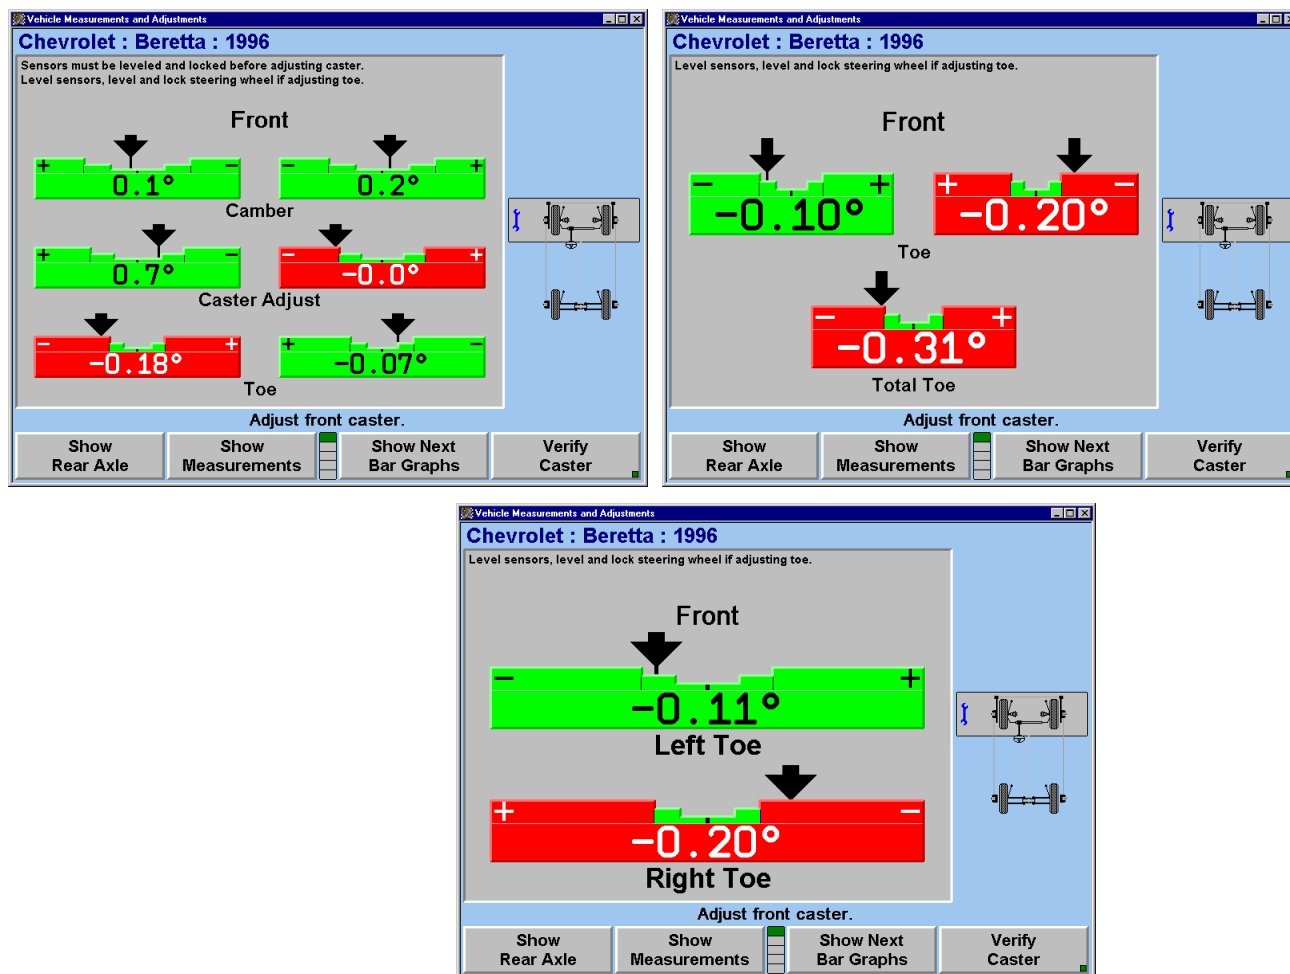 Vehicle Measurements and Adjustments
Chevrolet : Beretta : 1996
Sensors must be leveled and locked before adjusting caster.
Level sensors, level and lock steering wheel if adjusting toe.
Front
+ − − +
0.1° 0.2°
Camber
+ − − +
0.7° −0.0°
Caster Adjust
− + + −
−0.18° −0.07°
Toe
Adjust front caster.
Show Rear Axle
Show Measurements
Show Next Bar Graphs
Verify Caster
Vehicle Measurements and Adjustments
Chevrolet : Beretta : 1996
Level sensors, level and lock steering wheel if adjusting toe.
Front
− + + −
−0.10° −0.20°
Toe
− +
−0.31°
Total Toe
Adjust front caster.
Show Rear Axle
Show Measurements
Show Next Bar Graphs
Verify Caster
Vehicle Measurements and Adjustments
Chevrolet : Beretta : 1996
Level sensors, level and lock steering wheel if adjusting toe.
Front
− +
−0.11°
Left Toe
+ −
−0.20°
Right Toe
Adjust front caster.
Show Rear Axle
Show Measurements
Show Next Bar Graphs
Verify Caster